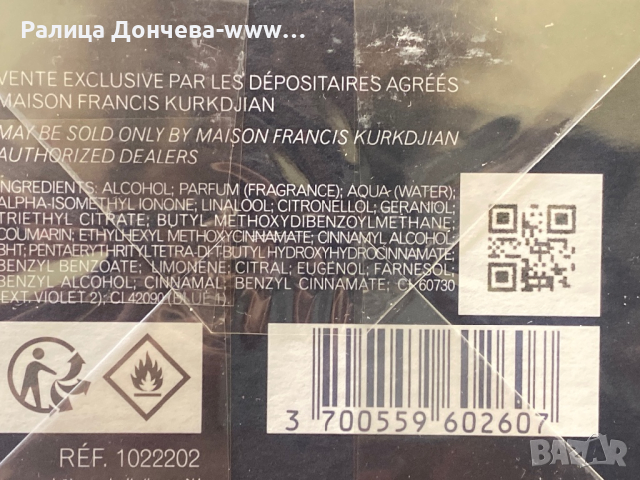 Ралица Дончева-www...
VENTE EXCLUSIVE PAR LES DÉPOSITAIRES AGRÉÉS
MAISON FRANCIS KURKDJIAN
MAY BE SOLD ONLY BY MAISON FRANCIS KURKDJIAN
AUTHORIZED DEALERS
INGREDIENTS: ALCOHOL; PARFUM (FRAGRANCE); AQUA (WATER);
ALPHA-ISOMETHYL IONONE; LINALOOL; CITRONELLOL; GERANIOL;
TRIETHYL CITRATE; BUTYL METHOXYDIBENZOYLMETHANE;
COUMARIN; ETHYLHEXYL METHOXYCINNAMATE; CINNAMYL ALCOHOL;
BHT; PENTAERYTHRITYL TETRA-DI-T-BUTYL HYDROXYHYDROCINNAMATE;
BENZYL BENZOATE; LIMONENE; CITRAL; EUGENOL; FARNESOL;
BENZYL ALCOHOL; CINNAMAL; BENZYL CINNAMATE; CI 60730
(EXT. VIOLET 2); CI 42090 (BLUE 1).
3 700559 602607
RÉF. 1022202
BAZAR